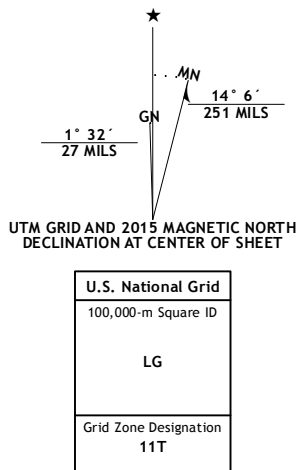 ★
MN
GN
14° 6´
251 MILS
1° 32´
27 MILS
UTM GRID AND 2015 MAGNETIC NORTH
DECLINATION AT CENTER OF SHEET
U.S. National Grid
100,000-m Square ID
LG
Grid Zone Designation
11T